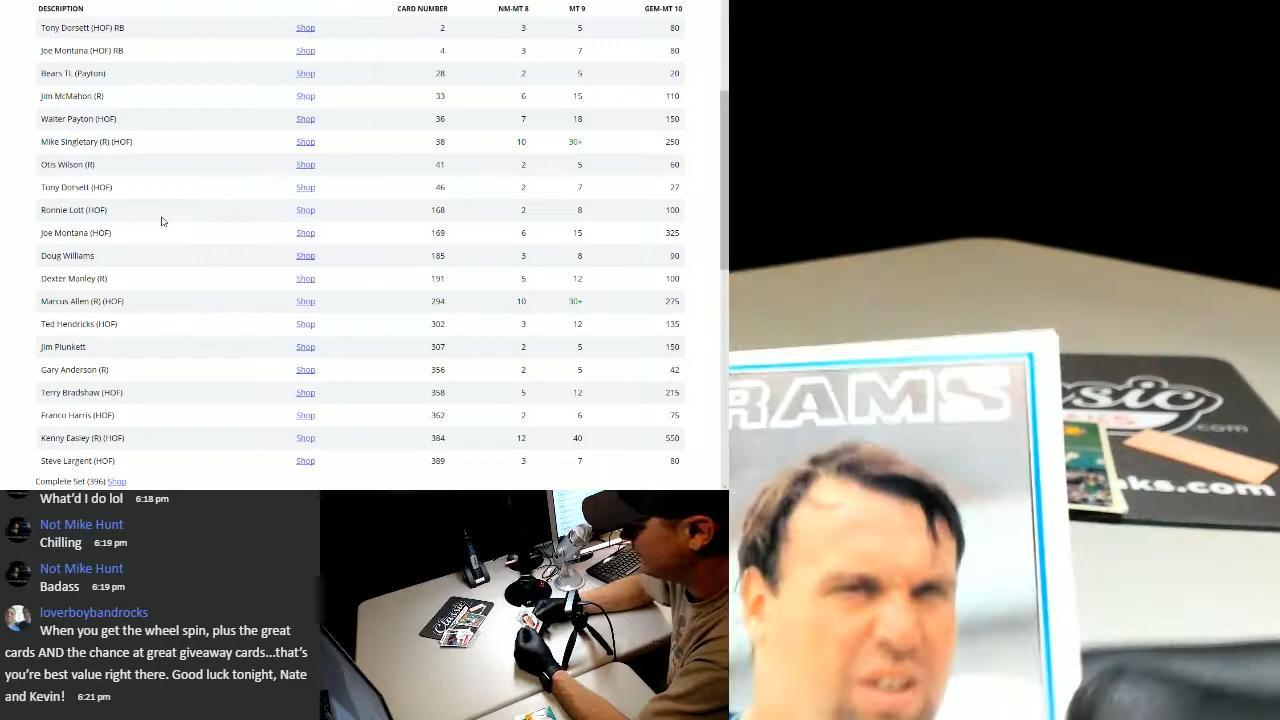 DESCRIPTION CARD NUMBER NM-MT 8 MT 9 GEM-MT 10
Tony Dorsett (HOF) RB Shop 2 3 5 80
Joe Montana (HOF) RB Shop 4 3 7 80
Bears TL (Payton) Shop 28 2 5 20
Jim McMahon (R) Shop 33 6 15 110
Walter Payton (HOF) Shop 36 7 18 150
Mike Singletary (R) (HOF) Shop 38 10 30+ 250
Otis Wilson (R) Shop 41 2 5 60
Tony Dorsett (HOF) Shop 46 2 7 27
Ronnie Lott (HOF) Shop 168 2 8 100
Joe Montana (HOF) Shop 169 6 15 325
Doug Williams Shop 185 3 8 90
Dexter Manley (R) Shop 191 5 12 100
Marcus Allen (R) (HOF) Shop 294 10 30+ 275
Ted Hendricks (HOF) Shop 302 3 12 135
Jim Plunkett Shop 307 2 5 150
Gary Anderson (R) Shop 356 2 5 42
Terry Bradshaw (HOF) Shop 358 5 12 215
Franco Harris (HOF) Shop 362 2 6 75
Kenny Easley (R) (HOF) Shop 384 12 40 550
Steve Largent (HOF) Shop 389 3 7 80
Complete Set (396) Shop
What'd I do lol 6:18 pm
Not Mike Hunt
Chilling 6:19 pm
Not Mike Hunt
Badass 6:19 pm
loverboybandrocks
When you get the wheel spin, plus the great
cards AND the chance at great giveaway cards...that's
you're best value right there. Good luck tonight, Nate
and Kevin! 6:21 pm
RAMS
.com
ks.com